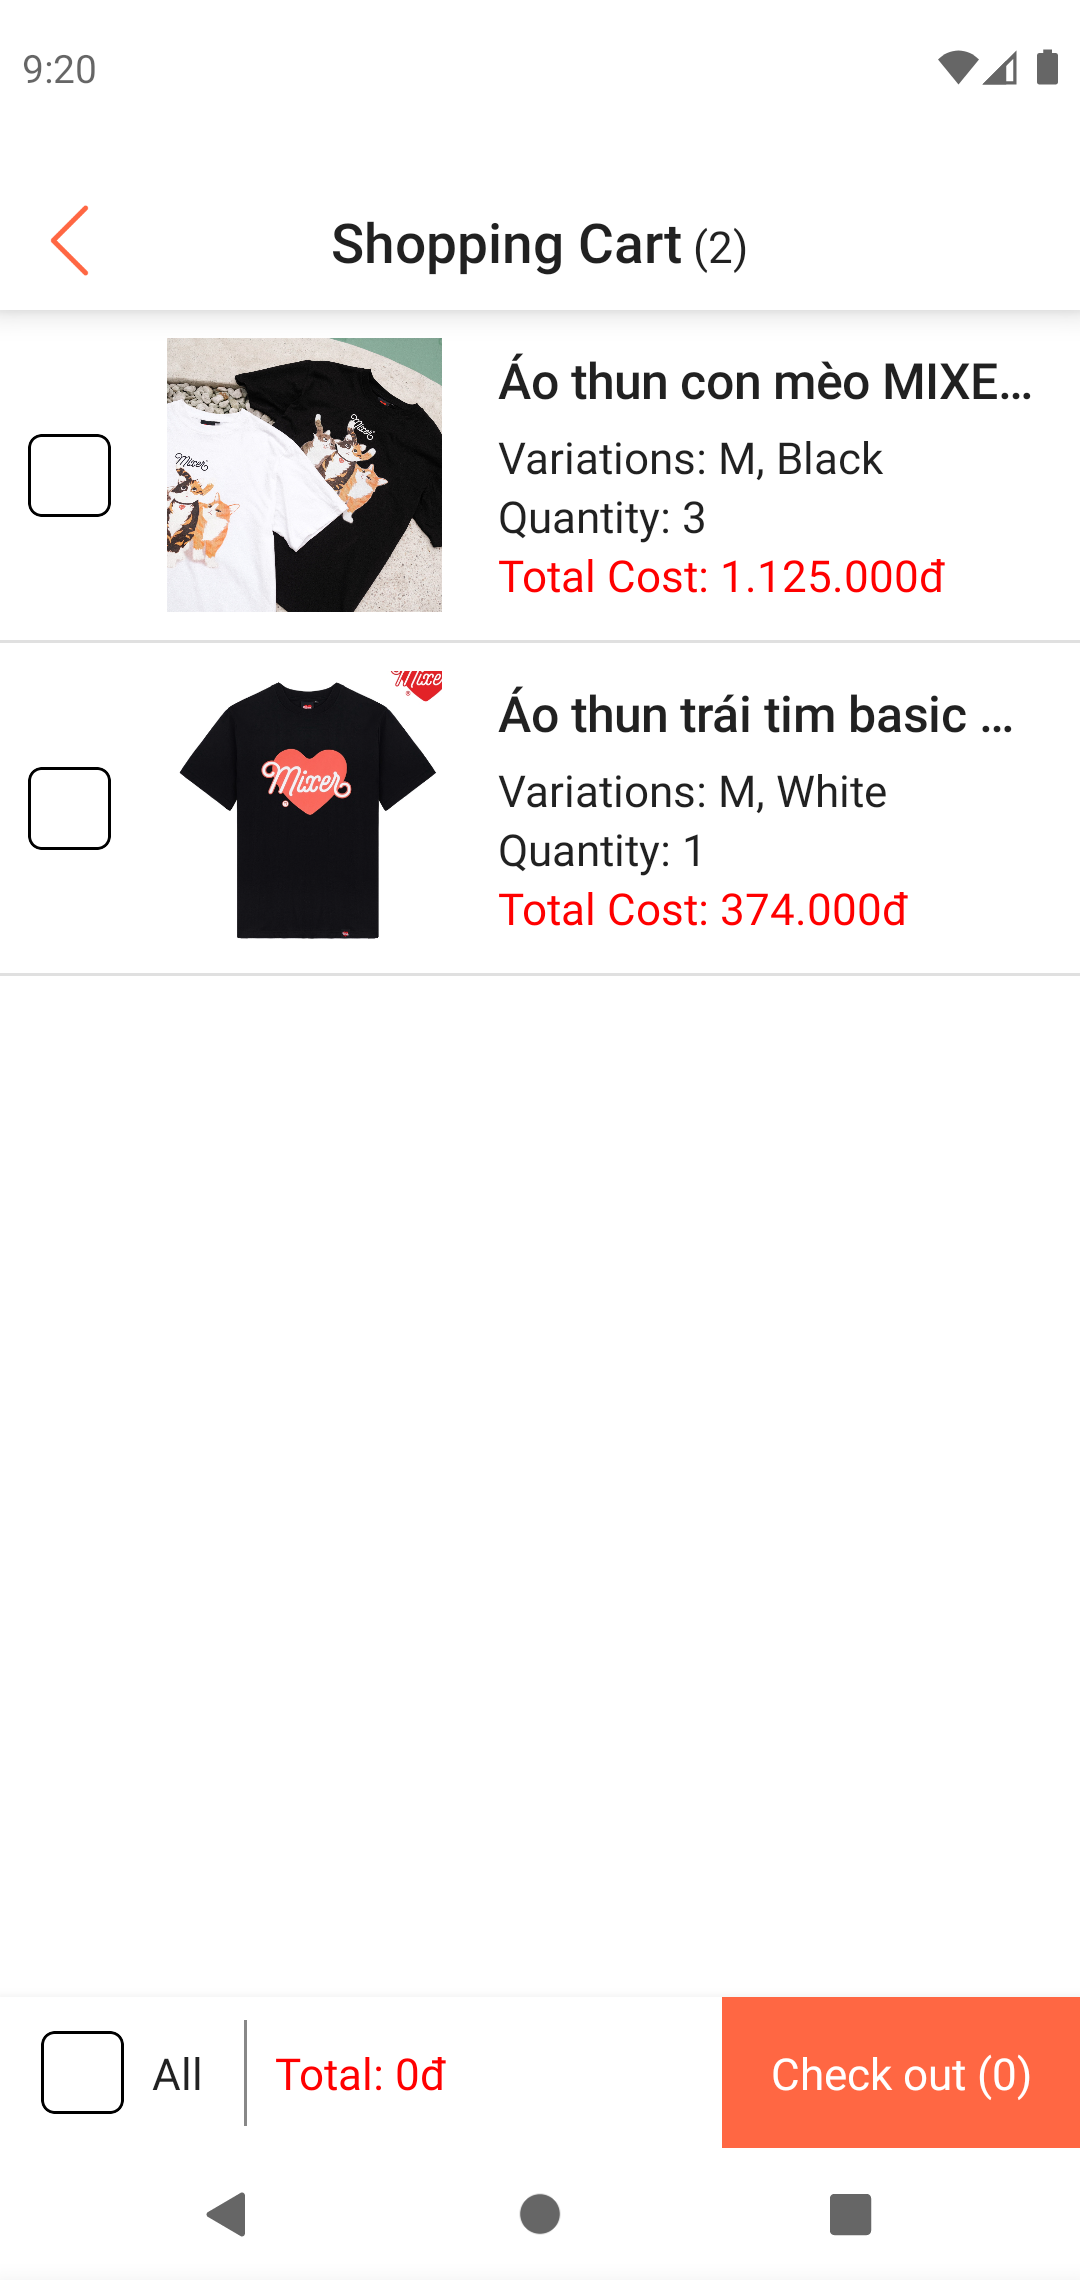 9:20
Shopping Cart (2)
Mixer
Mixer
Áo thun con mèo MIXE...
Variations: M, Black
Quantity: 3
Total Cost: 1.125.000đ
Mixe
Mixer
Áo thun trái tim basic ...
Variations: M, White
Quantity: 1
Total Cost: 374.000đ
All
Total: 0đ
Check out (0)